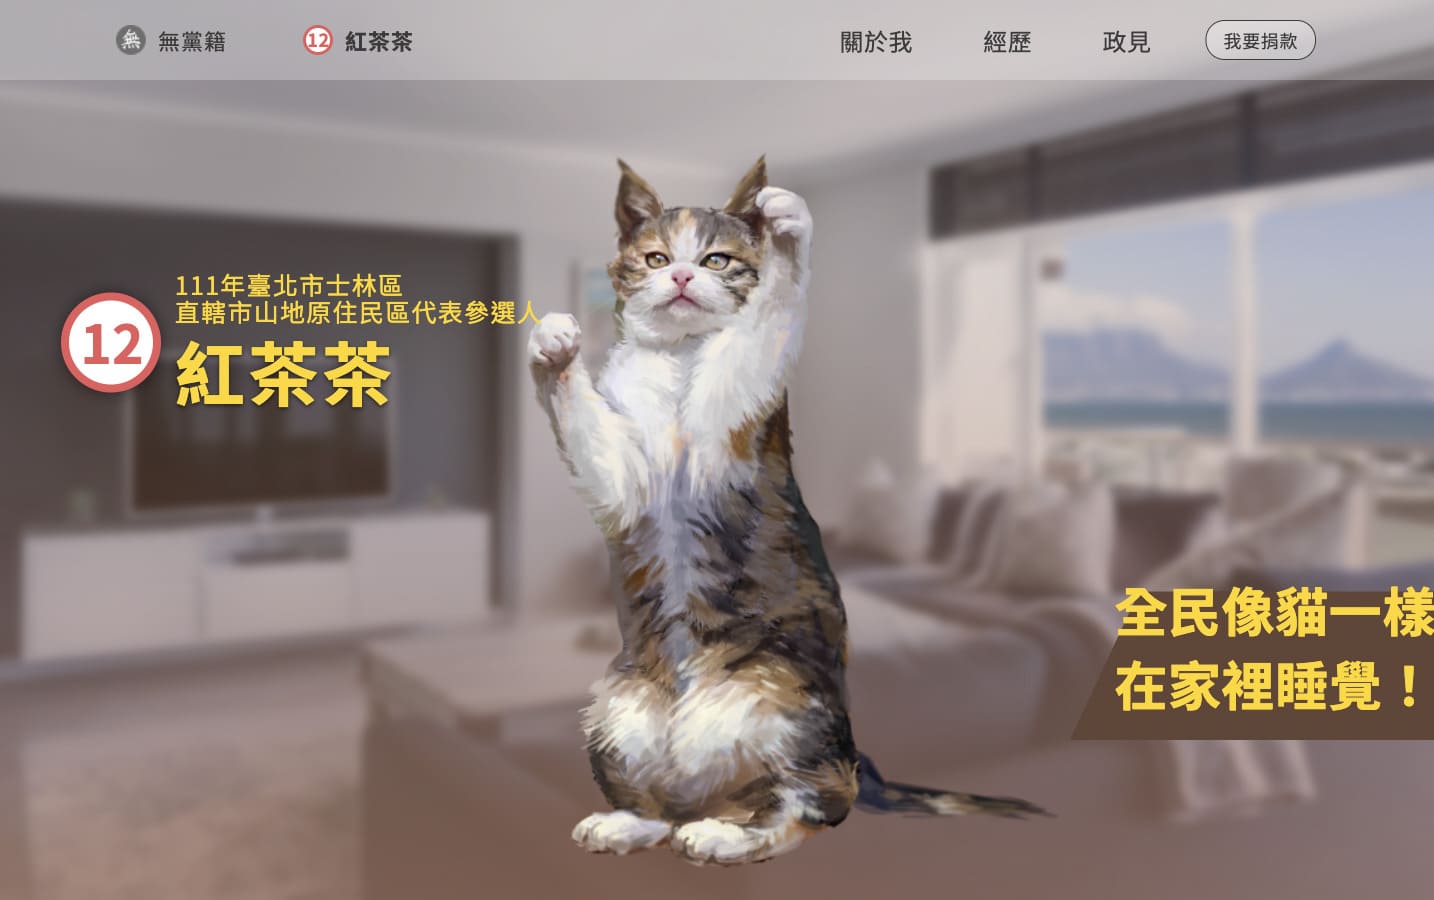 無 無黨籍
12 紅茶茶
關於我
經歷
政見
我要捐款
111年臺北市士林區
直轄市山地原住民區代表參選人
12
紅茶茶
全民像貓一樣
在家裡睡覺！